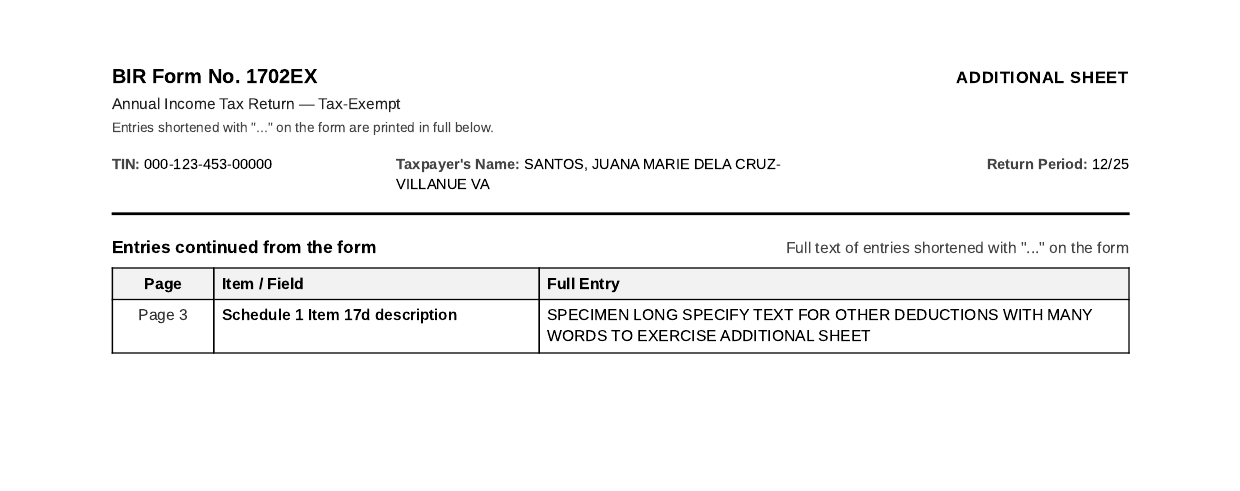 BIR Form No. 1702EX
ADDITIONAL SHEET
Annual Income Tax Return — Tax-Exempt
Entries shortened with "..." on the form are printed in full below.
TIN: 000-123-453-00000
Taxpayer's Name: SANTOS, JUANA MARIE DELA CRUZ-
VILLANUE VA
Return Period: 12/25
Entries continued from the form
Full text of entries shortened with "..." on the form
Page
Item / Field
Full Entry
Page 3
Schedule 1 Item 17d description
SPECIMEN LONG SPECIFY TEXT FOR OTHER DEDUCTIONS WITH MANY
WORDS TO EXERCISE ADDITIONAL SHEET